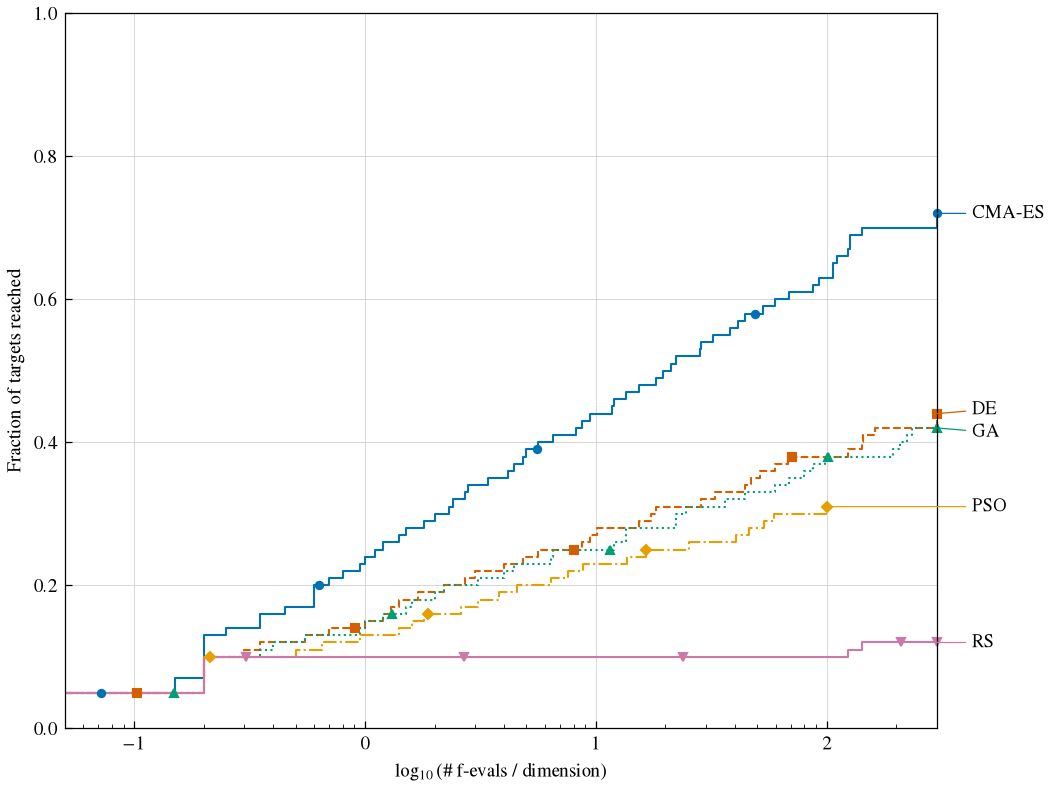 1.0
0.8
0.6
0.4
0.2
0.0
Fraction of targets reached
CMA-ES
DE
GA
PSO
RS
−1
0
1
2
log₁₀(# f-evals / dimension)